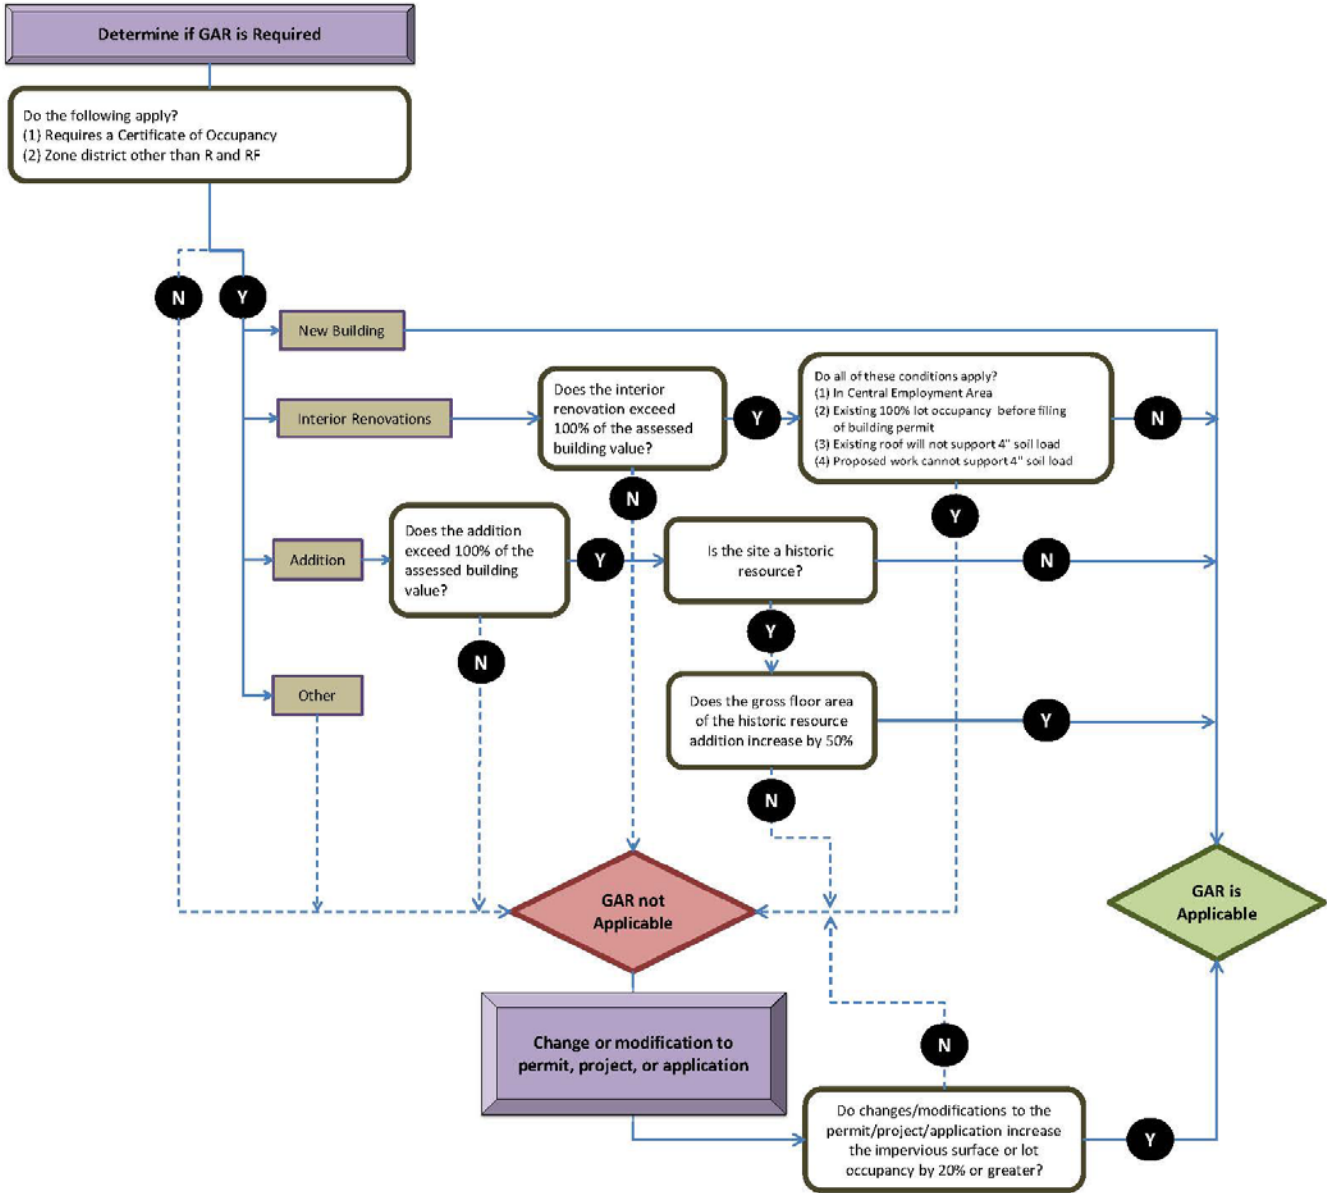 Determine if GAR is Required
Do the following apply?
(1) Requires a Certificate of Occupancy
(2) Zone district other than R and RF
N
Y
New Building
Interior Renovations
Does the interior
renovation exceed
100% of the assessed
building value?
Y
Do all of these conditions apply?
(1) In Central Employment Area
(2) Existing 100% lot occupancy before filing
of building permit
(3) Existing roof will not support 4" soil load
(4) Proposed work cannot support 4" soil load
N
N
Y
Addition
Does the addition
exceed 100% of the
assessed building
value?
Y
Is the site a historic
resource?
N
Y
N
Other
Does the gross floor area
of the historic resource
addition increase by 50%
Y
N
GAR not
Applicable
GAR is
Applicable
Change or modification to
permit, project, or application
N
Do changes/modifications to the
permit/project/application increase
the impervious surface or lot
occupancy by 20% or greater?
Y